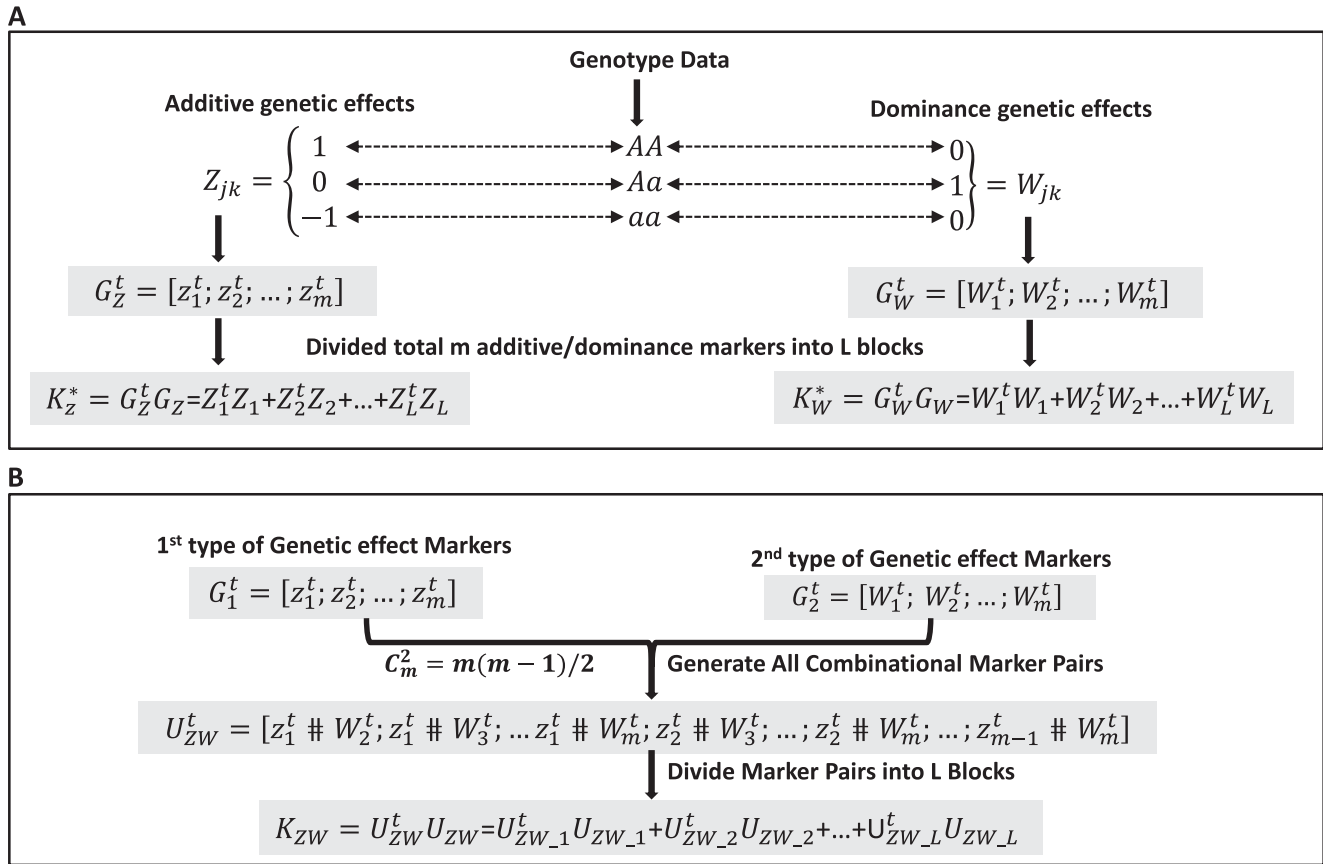 A
Genotype Data
Additive genetic effects
Dominance genetic effects
1 AA 0
Z_{jk} = { 0 Aa 1 } = W_{jk}
−1 aa 0
G_Z^t = [z_1^t; z_2^t; … ; z_m^t]
G_W^t = [W_1^t; W_2^t; … ; W_m^t]
Divided total m additive/dominance markers into L blocks
K_z^* = G_Z^t G_Z=Z_1^t Z_1+Z_2^t Z_2+...+Z_L^t Z_L
K_W^* = G_W^t G_W=W_1^t W_1+W_2^t W_2+...+W_L^t W_L
B
1st type of Genetic effect Markers
2nd type of Genetic effect Markers
G_1^t = [z_1^t; z_2^t; … ; z_m^t]
G_2^t = [W_1^t; W_2^t; … ; W_m^t]
C_m^2 = m(m − 1)/2
Generate All Combinational Marker Pairs
U_{ZW}^t = [z_1^t ⋕ W_2^t; z_1^t ⋕ W_3^t; … z_1^t ⋕ W_m^t; z_2^t ⋕ W_3^t; … ; z_2^t ⋕ W_m^t; … ; z_{m−1}^t ⋕ W_m^t]
Divide Marker Pairs into L Blocks
K_{ZW} = U_{ZW}^t U_{ZW}=U_{ZW_1}^t U_{ZW_1}+U_{ZW_2}^t U_{ZW_2}+...+U_{ZW_L}^t U_{ZW_L}